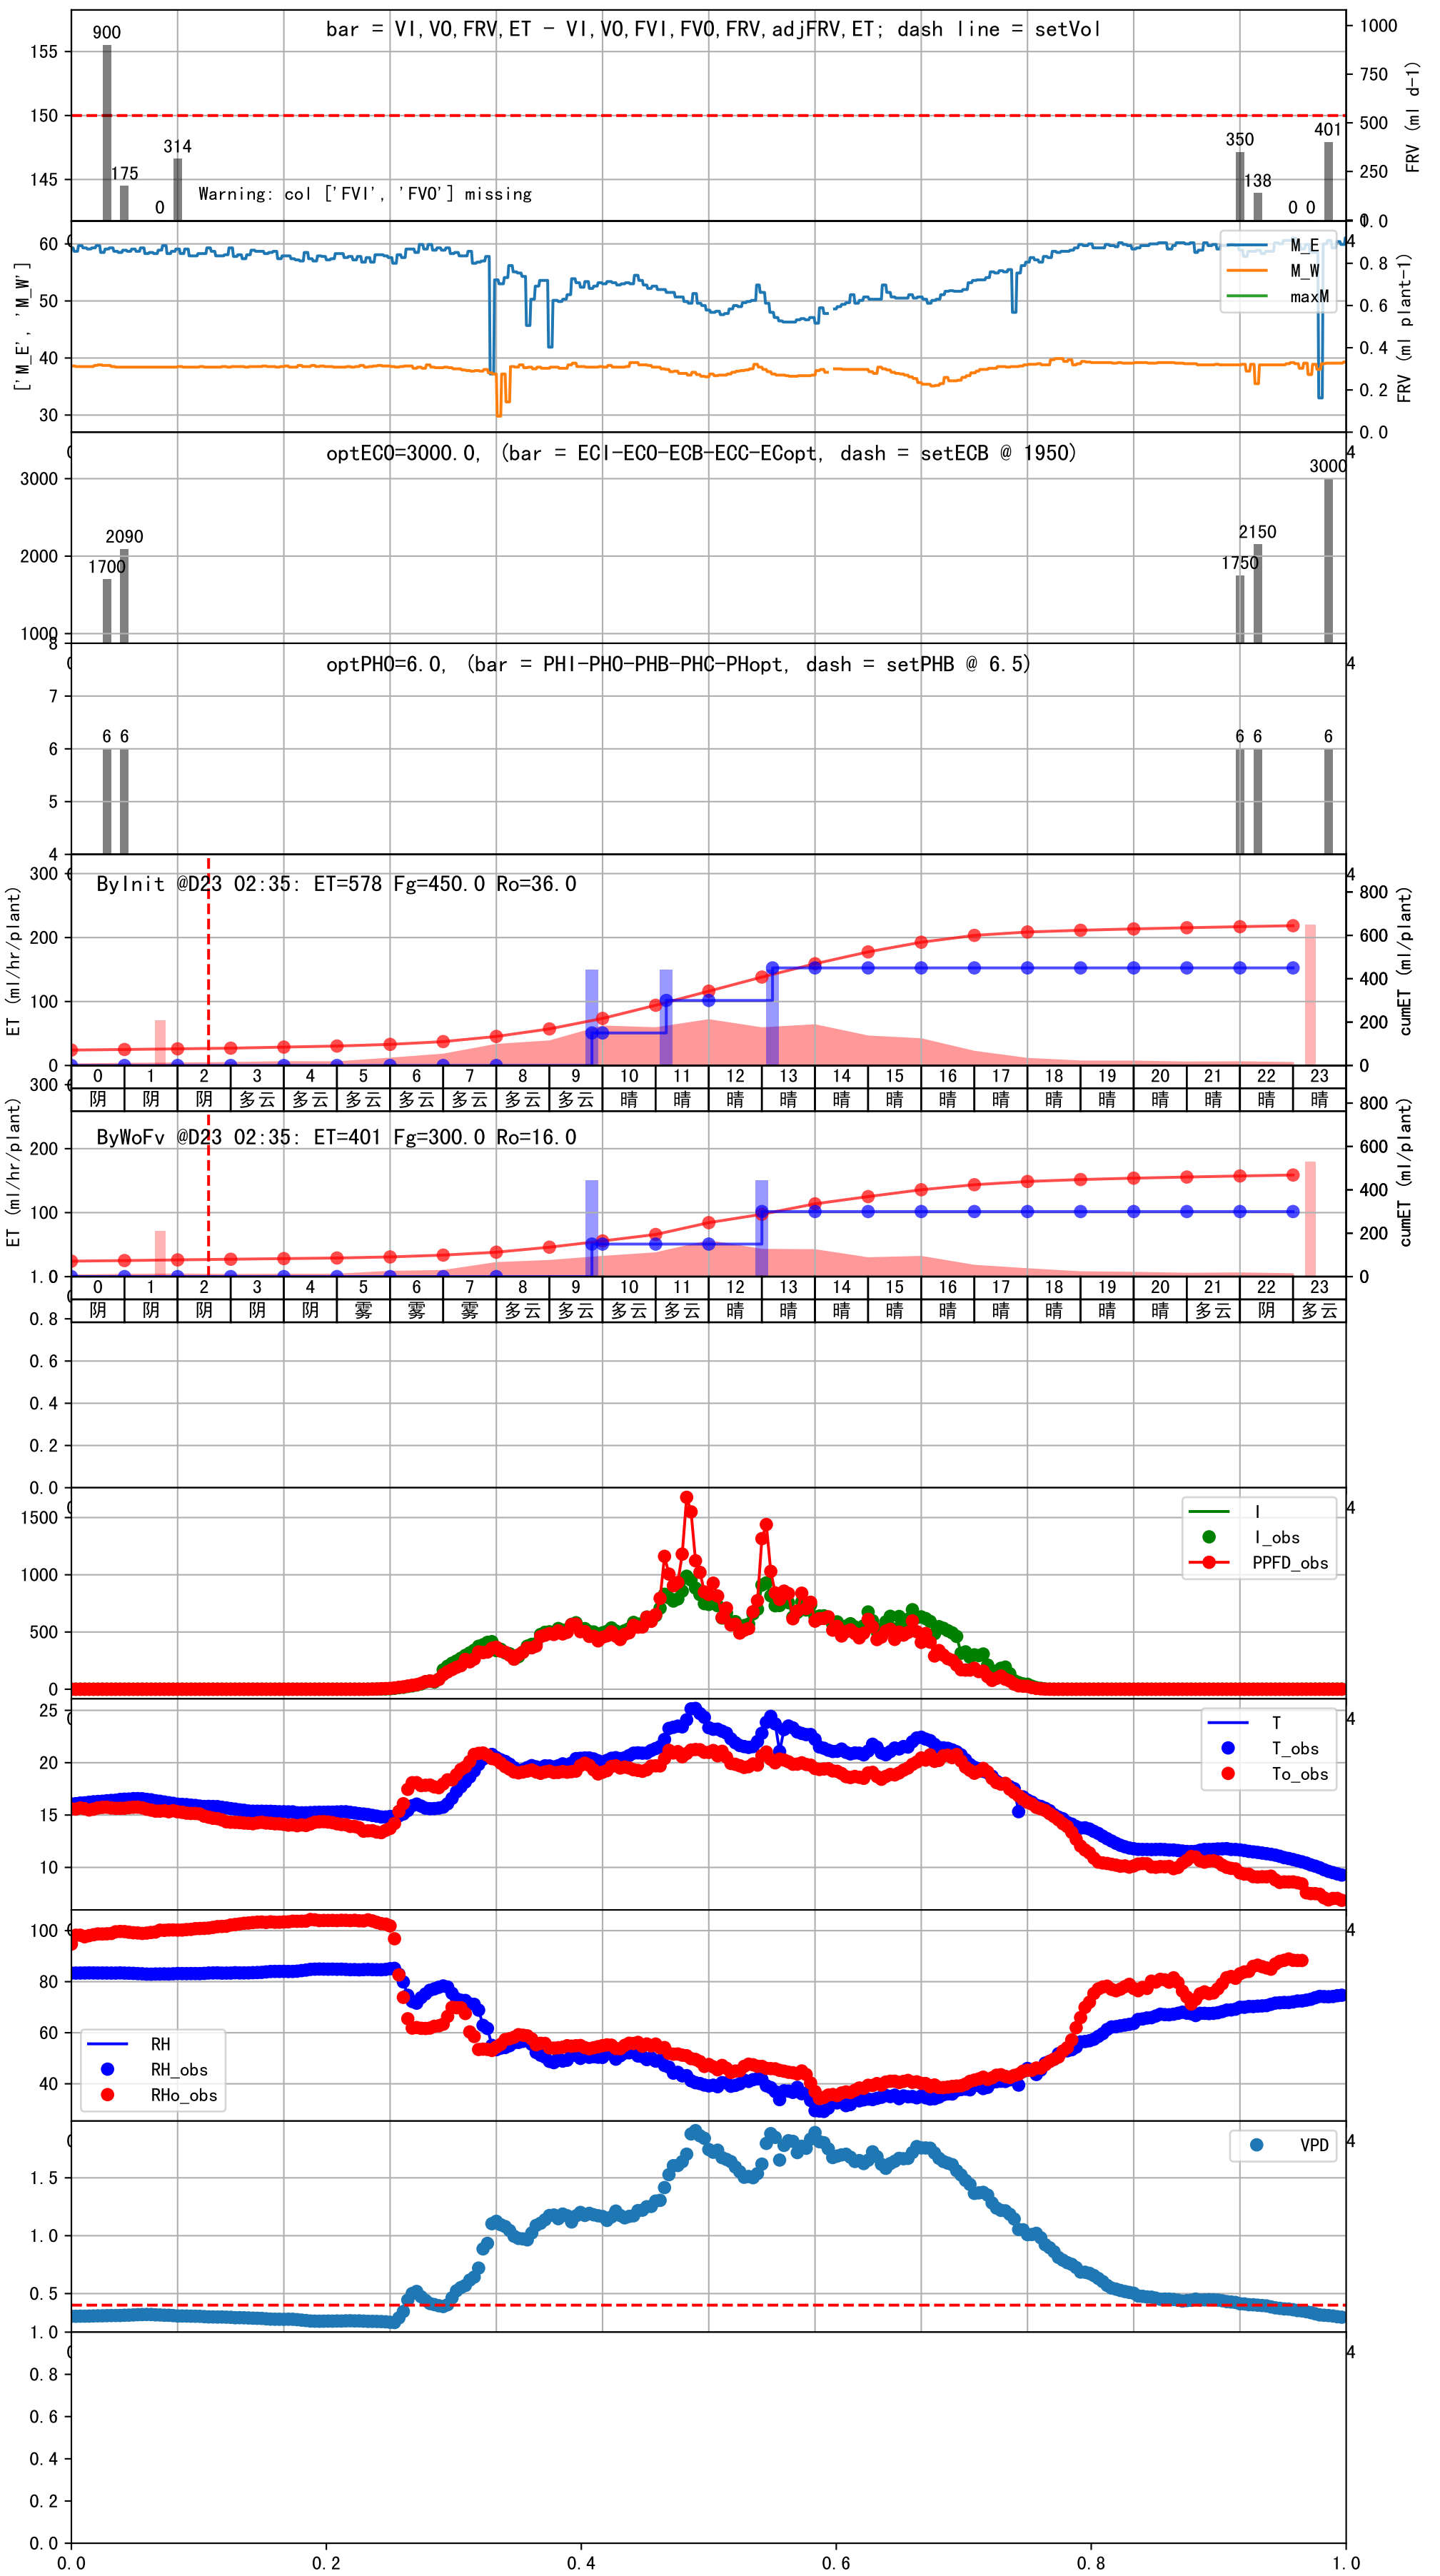 bar = VI,VO,FRV,ET - VI,VO,FVI,FVO,FRV,adjFRV,ET; dash line = setVol
900
175
0
314
350
138
0 0
401
Warning: col ['FVI', 'FVO'] missing
155
150
145
1000
750
500
250
0
FRV (ml d-1)
1.0
['M_E', 'M_W']
60
50
40
30
M_E
M_W
maxM
0.8
0.6
0.4
0.2
0.0
FRV (ml plant-1)
optECO=3000.0, (bar = ECI-ECO-ECB-ECC-ECopt, dash = setECB @ 1950)
3000
2000
1000
1700
2090
1750
2150
3000
optPHO=6.0, (bar = PHI-PHO-PHB-PHC-PHopt, dash = setPHB @ 6.5)
8
7
6
5
4
6 6
6 6
6
ByInit @D23 02:35: ET=578 Fg=450.0 Ro=36.0
ET (ml/hr/plant)
300
200
100
0
800
600
400
200
0
cumET (ml/plant)
0 1 2 3 4 5 6 7 8 9 10 11 12 13 14 15 16 17 18 19 20 21 22 23
阴 阴 阴 多云 多云 多云 多云 多云 多云 多云 晴 晴 晴 晴 晴 晴 晴 晴 晴 晴 晴 晴 晴 晴
ByWoFv @D23 02:35: ET=401 Fg=300.0 Ro=16.0
ET (ml/hr/plant)
300
200
100
800
600
400
200
0
cumET (ml/plant)
0 1 2 3 4 5 6 7 8 9 10 11 12 13 14 15 16 17 18 19 20 21 22 23
阴 阴 阴 阴 阴 雾 雾 雾 多云 多云 多云 多云 晴 晴 晴 晴 晴 晴 晴 晴 晴 多云 阴 多云
1.0
0.8
0.6
0.4
0.2
0.0
1500
1000
500
0
I
I_obs
PPFD_obs
25
20
15
10
T
T_obs
To_obs
100
80
60
40
RH
RH_obs
RHo_obs
1.5
1.0
0.5
VPD
1.0
0.8
0.6
0.4
0.2
0.0
0.0 0.2 0.4 0.6 0.8 1.0